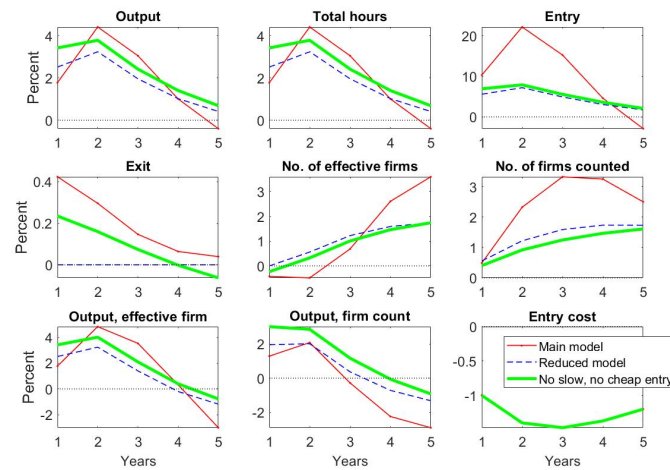 Output
Total hours
Entry
Percent
4
2
0
1 2 3 4 5
4
2
0
1 2 3 4 5
20
10
0
1 2 3 4 5
Exit
No. of effective firms
No. of firms counted
Percent
0.4
0.2
0
1 2 3 4 5
3
2
1
0
1 2 3 4 5
3
2
1
0
1 2 3 4 5
Output, effective firm
Output, firm count
Entry cost
Percent
4
2
0
-2
1 2 3 4 5
Years
2
0
-2
1 2 3 4 5
Years
0
-0.5
-1
1 2 3 4 5
Years
Main model
Reduced model
No slow, no cheap entry